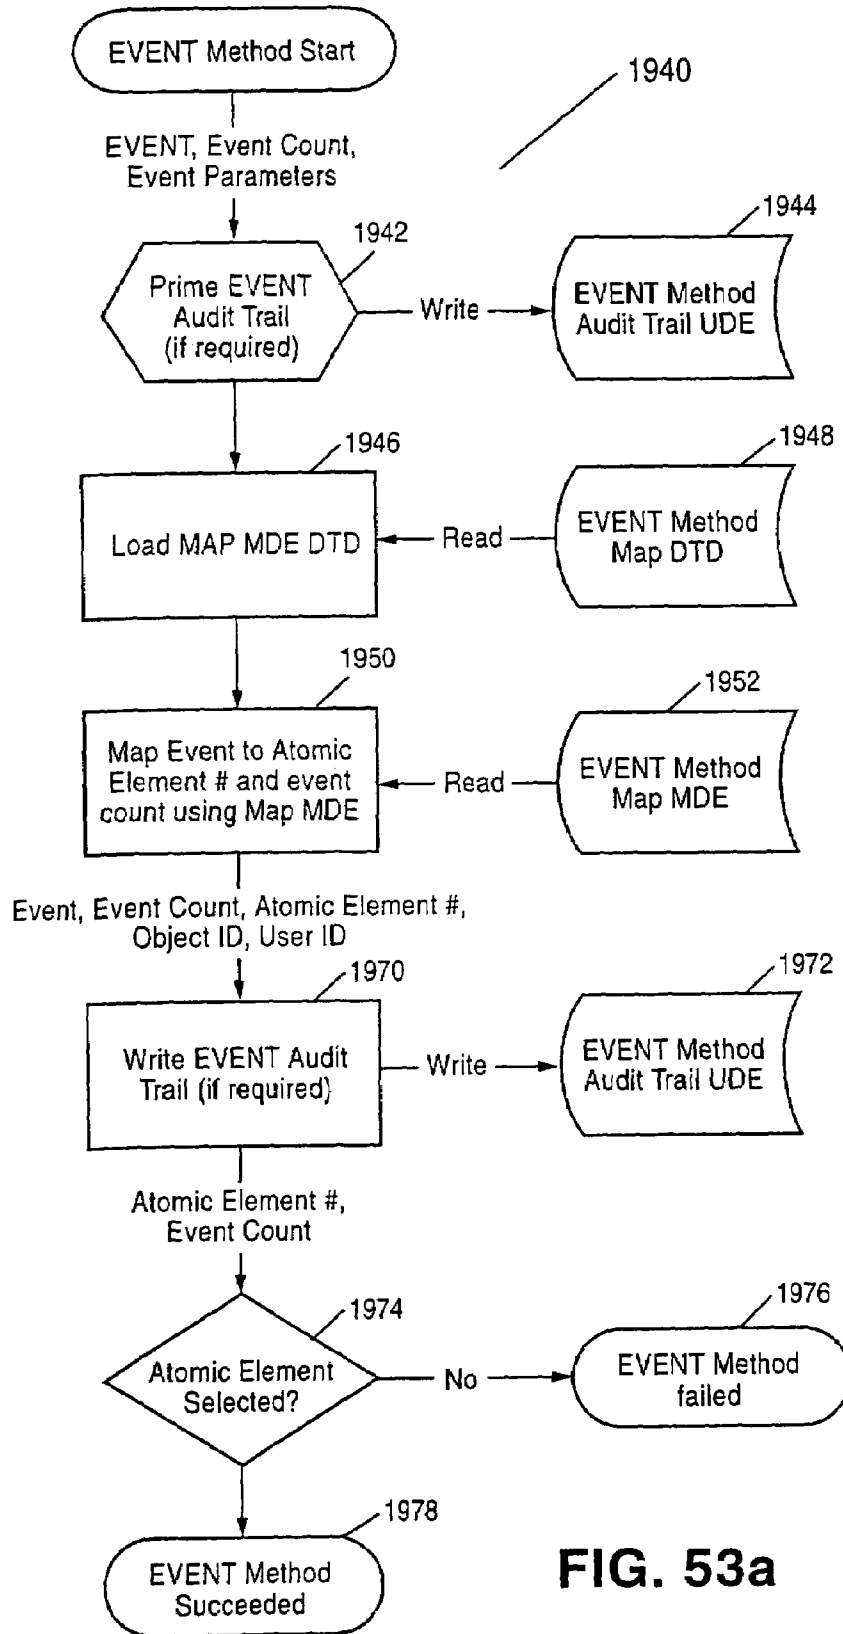 EVENT Method Start
1940
EVENT, Event Count,
Event Parameters
1942
1944
Prime EVENT
Audit Trail
(if required)
Write
EVENT Method
Audit Trail UDE
1946
1948
Load MAP MDE DTD
Read
EVENT Method
Map DTD
1950
1952
Map Event to Atomic
Element # and event
count using Map MDE
Read
EVENT Method
Map MDE
Event, Event Count, Atomic Element #,
Object ID, User ID
1970
1972
Write EVENT Audit
Trail (if required)
Write
EVENT Method
Audit Trail UDE
Atomic Element #,
Event Count
1974
1976
Atomic Element
Selected?
No
EVENT Method
failed
1978
EVENT Method
Succeeded
FIG. 53a